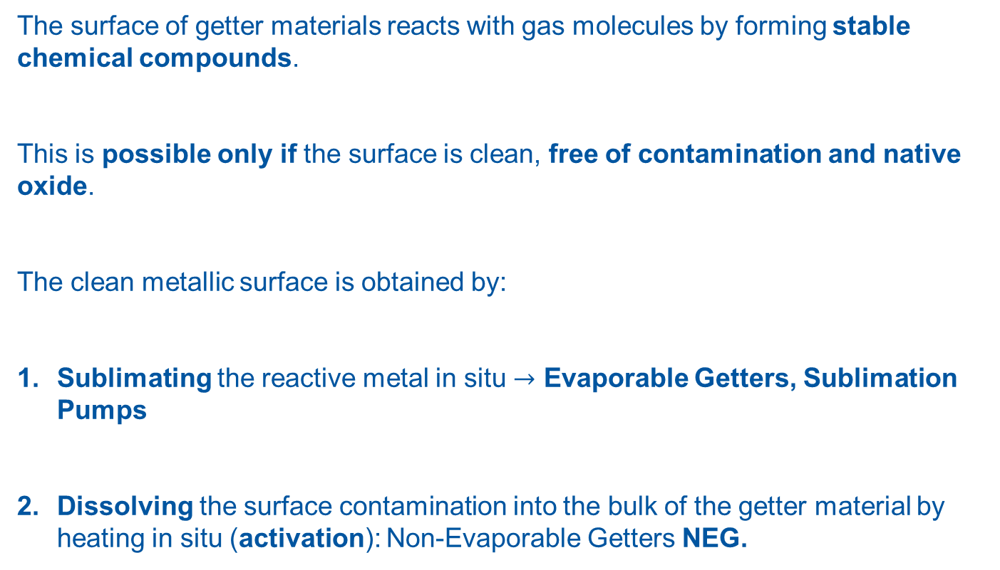 The surface of getter materials reacts with gas molecules by forming stable
chemical compounds.
This is possible only if the surface is clean, free of contamination and native
oxide.
The clean metallic surface is obtained by:
1. Sublimating the reactive metal in situ → Evaporable Getters, Sublimation
Pumps
2. Dissolving the surface contamination into the bulk of the getter material by
heating in situ (activation): Non-Evaporable Getters NEG.